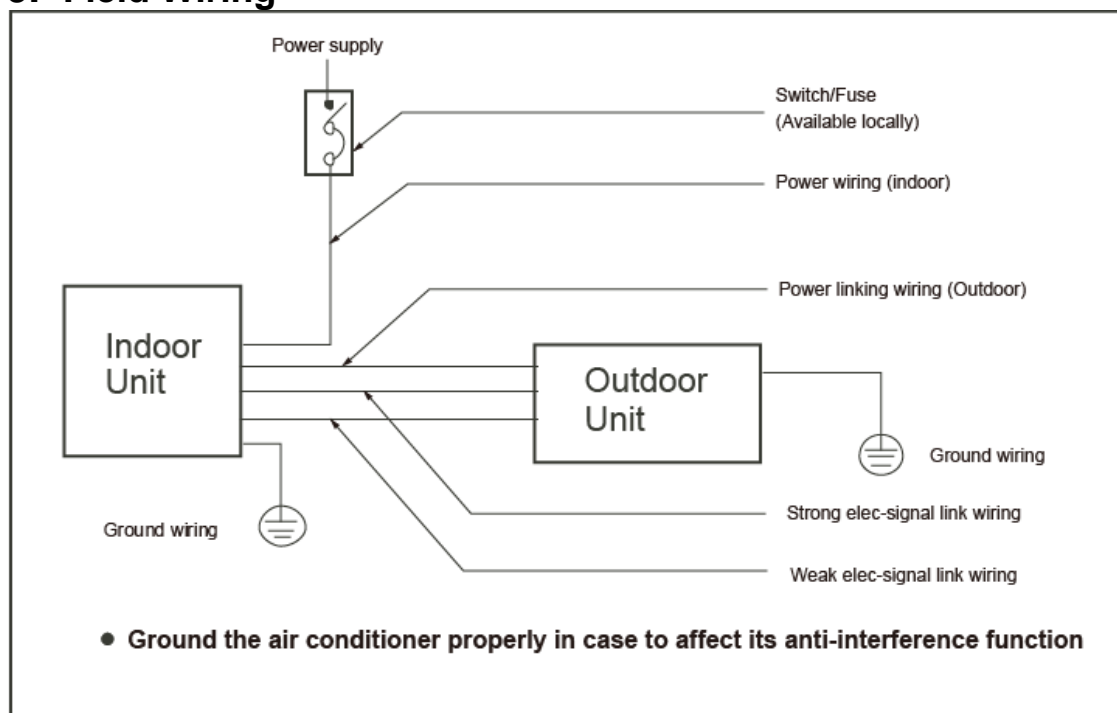 Field Wiring
Power supply
Switch/Fuse
(Available locally)
Power wiring (indoor)
Power linking wiring (Outdoor)
Indoor
Unit
Outdoor
Unit
Ground wiring
Ground wiring
Strong elec-signal link wiring
Weak elec-signal link wiring
● Ground the air conditioner properly in case to affect its anti-interference function